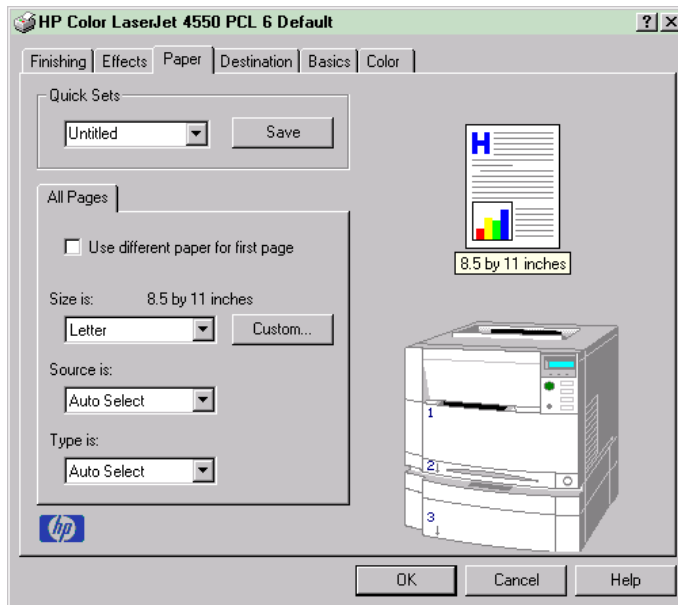 HP Color LaserJet 4550 PCL 6 Default
Finishing Effects Paper Destination Basics Color
Quick Sets
Untitled Save
H
8.5 by 11 inches
All Pages
Use different paper for first page
Size is: 8.5 by 11 inches
Letter Custom...
Source is:
Auto Select
Type is:
Auto Select
1
2
3
hp
OK Cancel Help